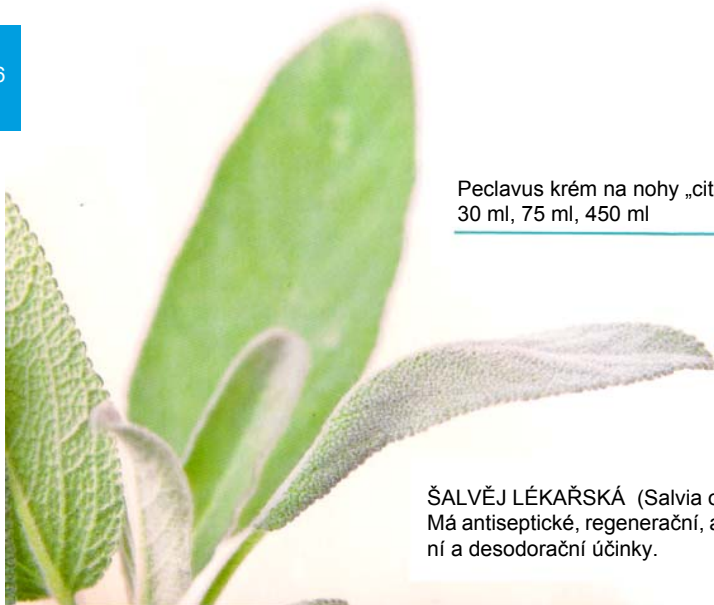 6
Peclavus krém na nohy „cit
30 ml, 75 ml, 450 ml
ŠALVĚJ LÉKAŘSKÁ (Salvia o
Má antiseptické, regenerační, a
ní a desodorační účinky.